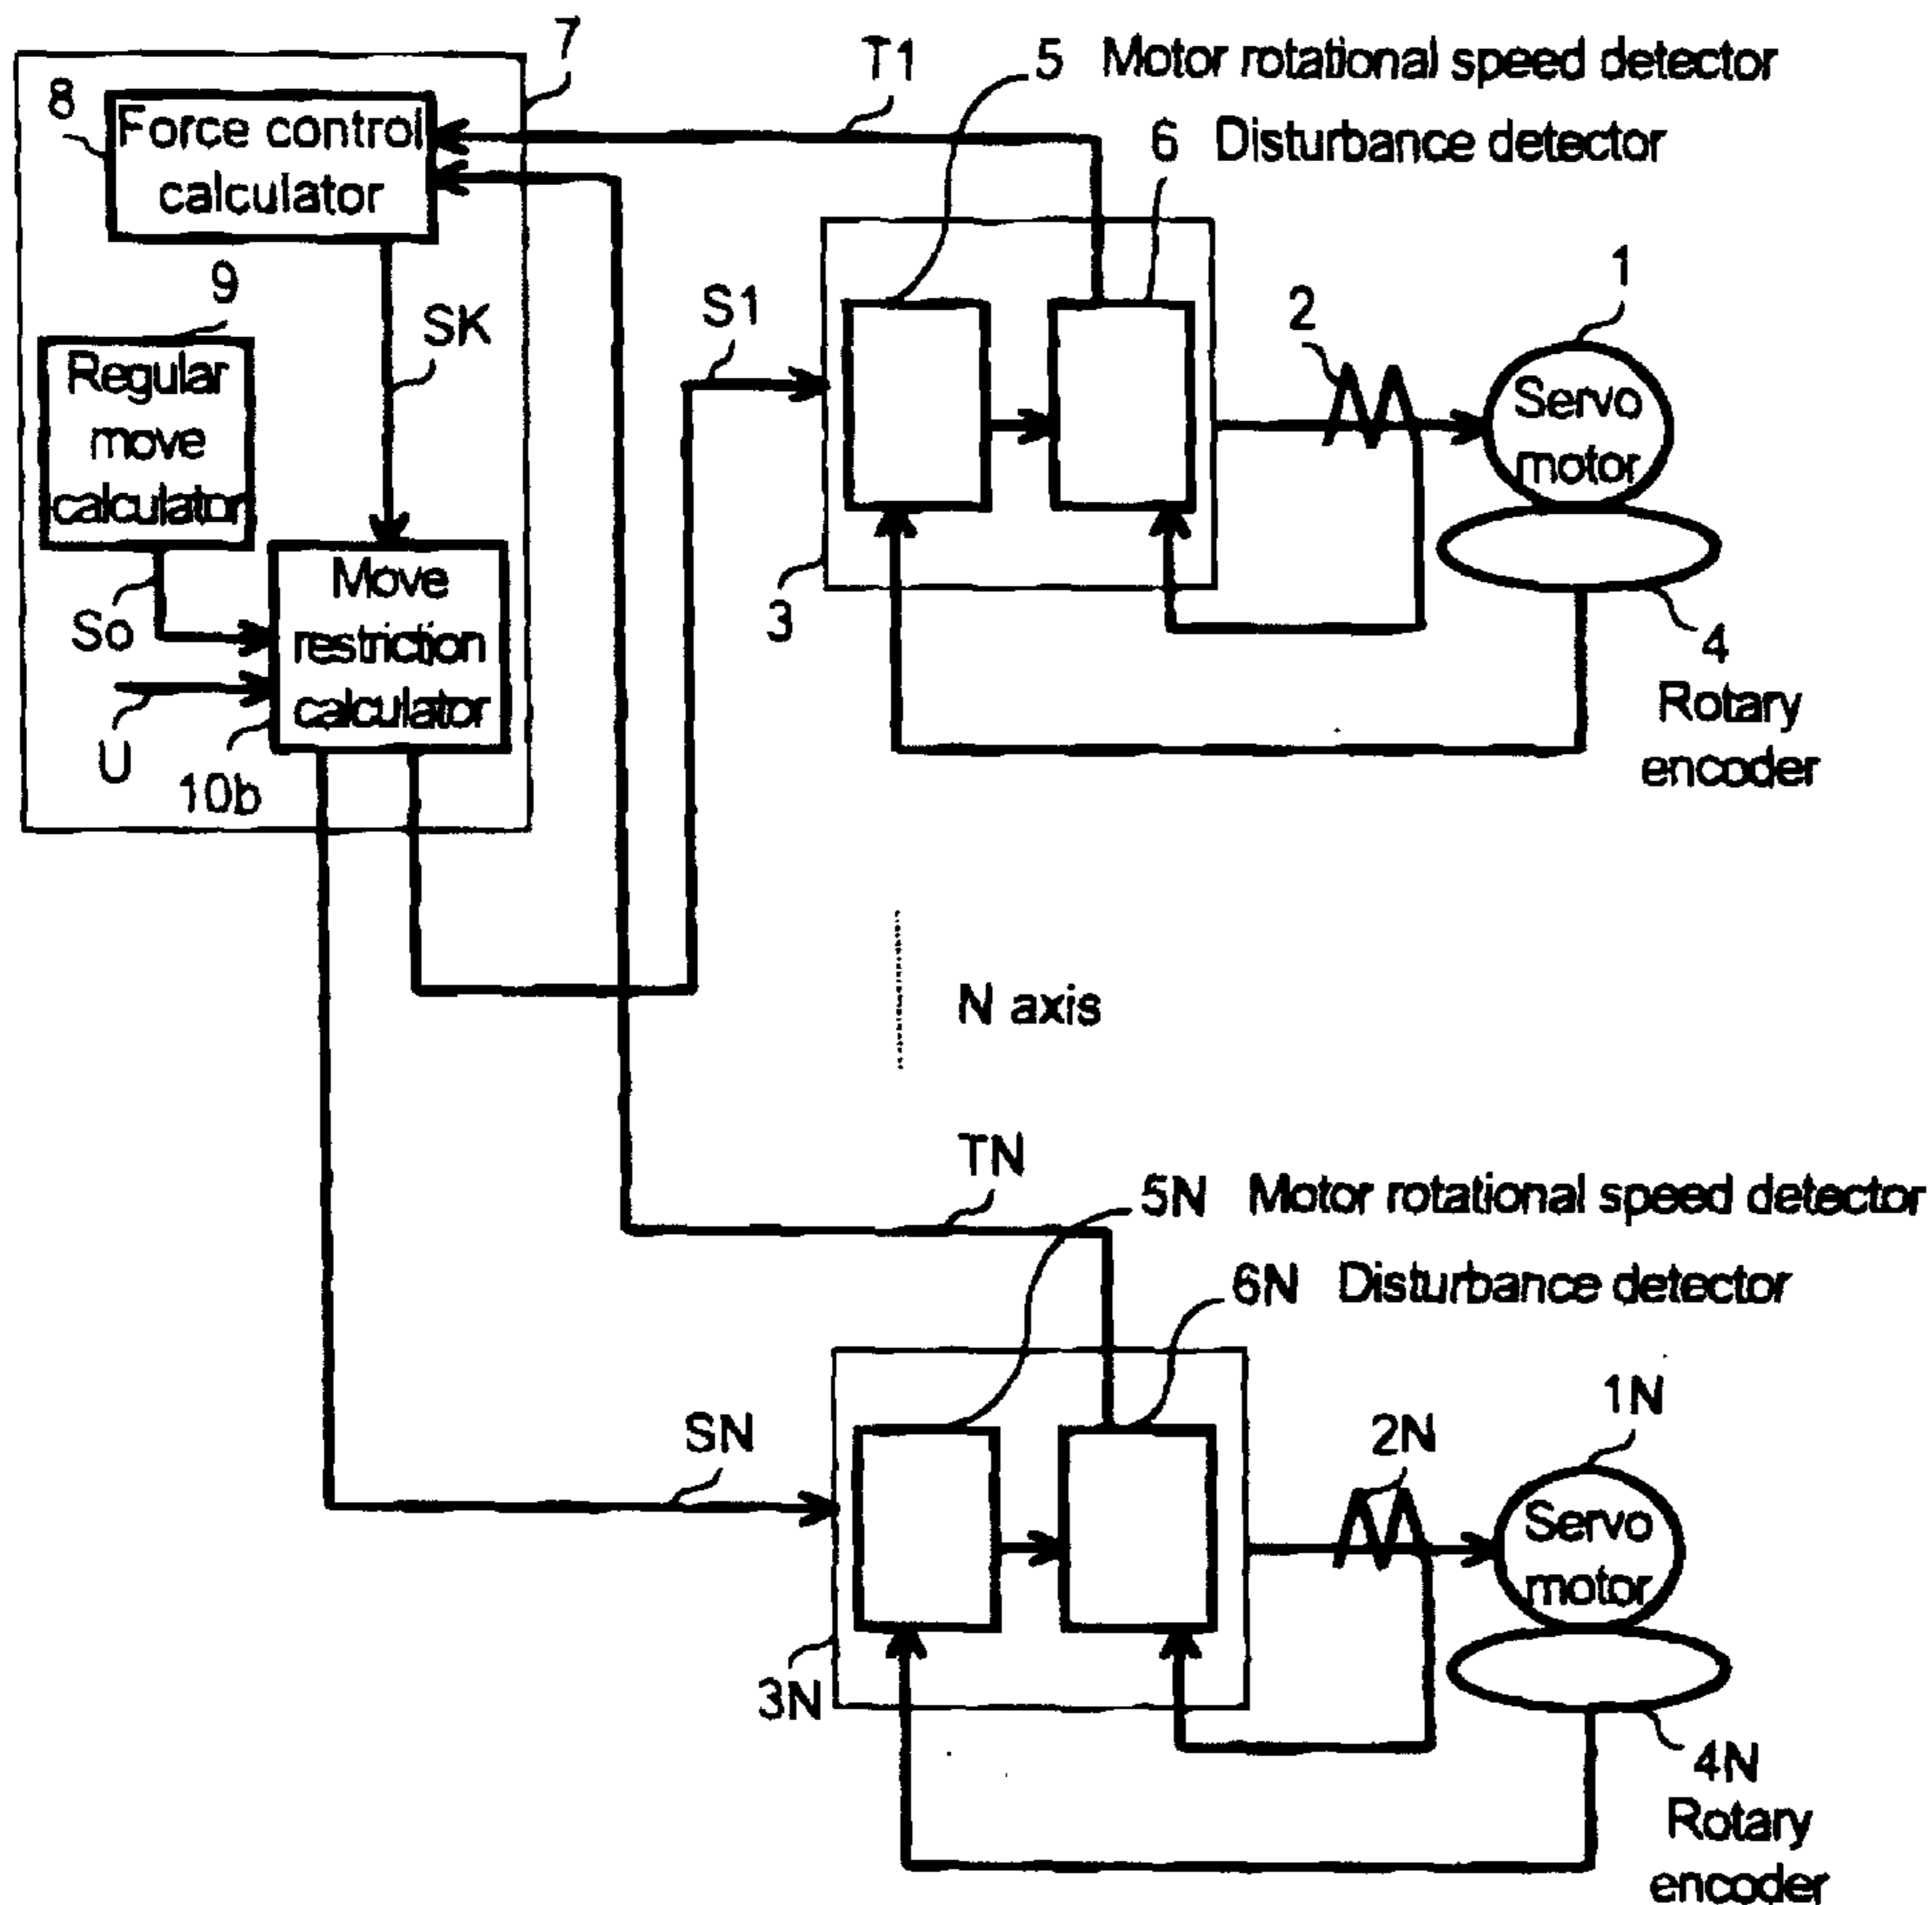 7
T1
5 Motor rotational speed detector
8
Force control
calculator
6 Disturbance detector
9
SK
S1
2
1
Regular
move
calculator
Servo
motor
Move
restriction
calculator
So
3
4
Rotary
encoder
U
10b
N axis
TN
5N Motor rotational speed detector
6N Disturbance detector
SN
2N
1N
Servo
motor
3N
4N
Rotary
encoder